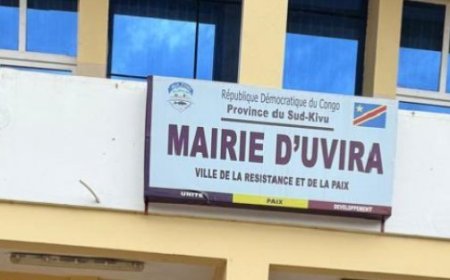 République Démocratique du Congo
Province du Sud-Kivu
MAIRIE D'UVIRA
VILLE DE LA RESISTANCE ET DE LA PAIX
UNITE PAIX DEVELOPPEMENT